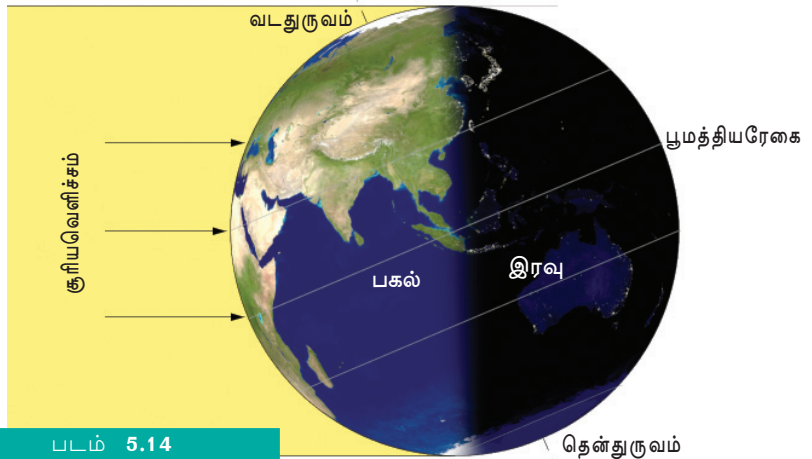 வடதுருவம்
பூமத்தியரேகை
சூரியவெளிச்சம்
பகல்
இரவு
தென்துருவம்
படம் 5.14